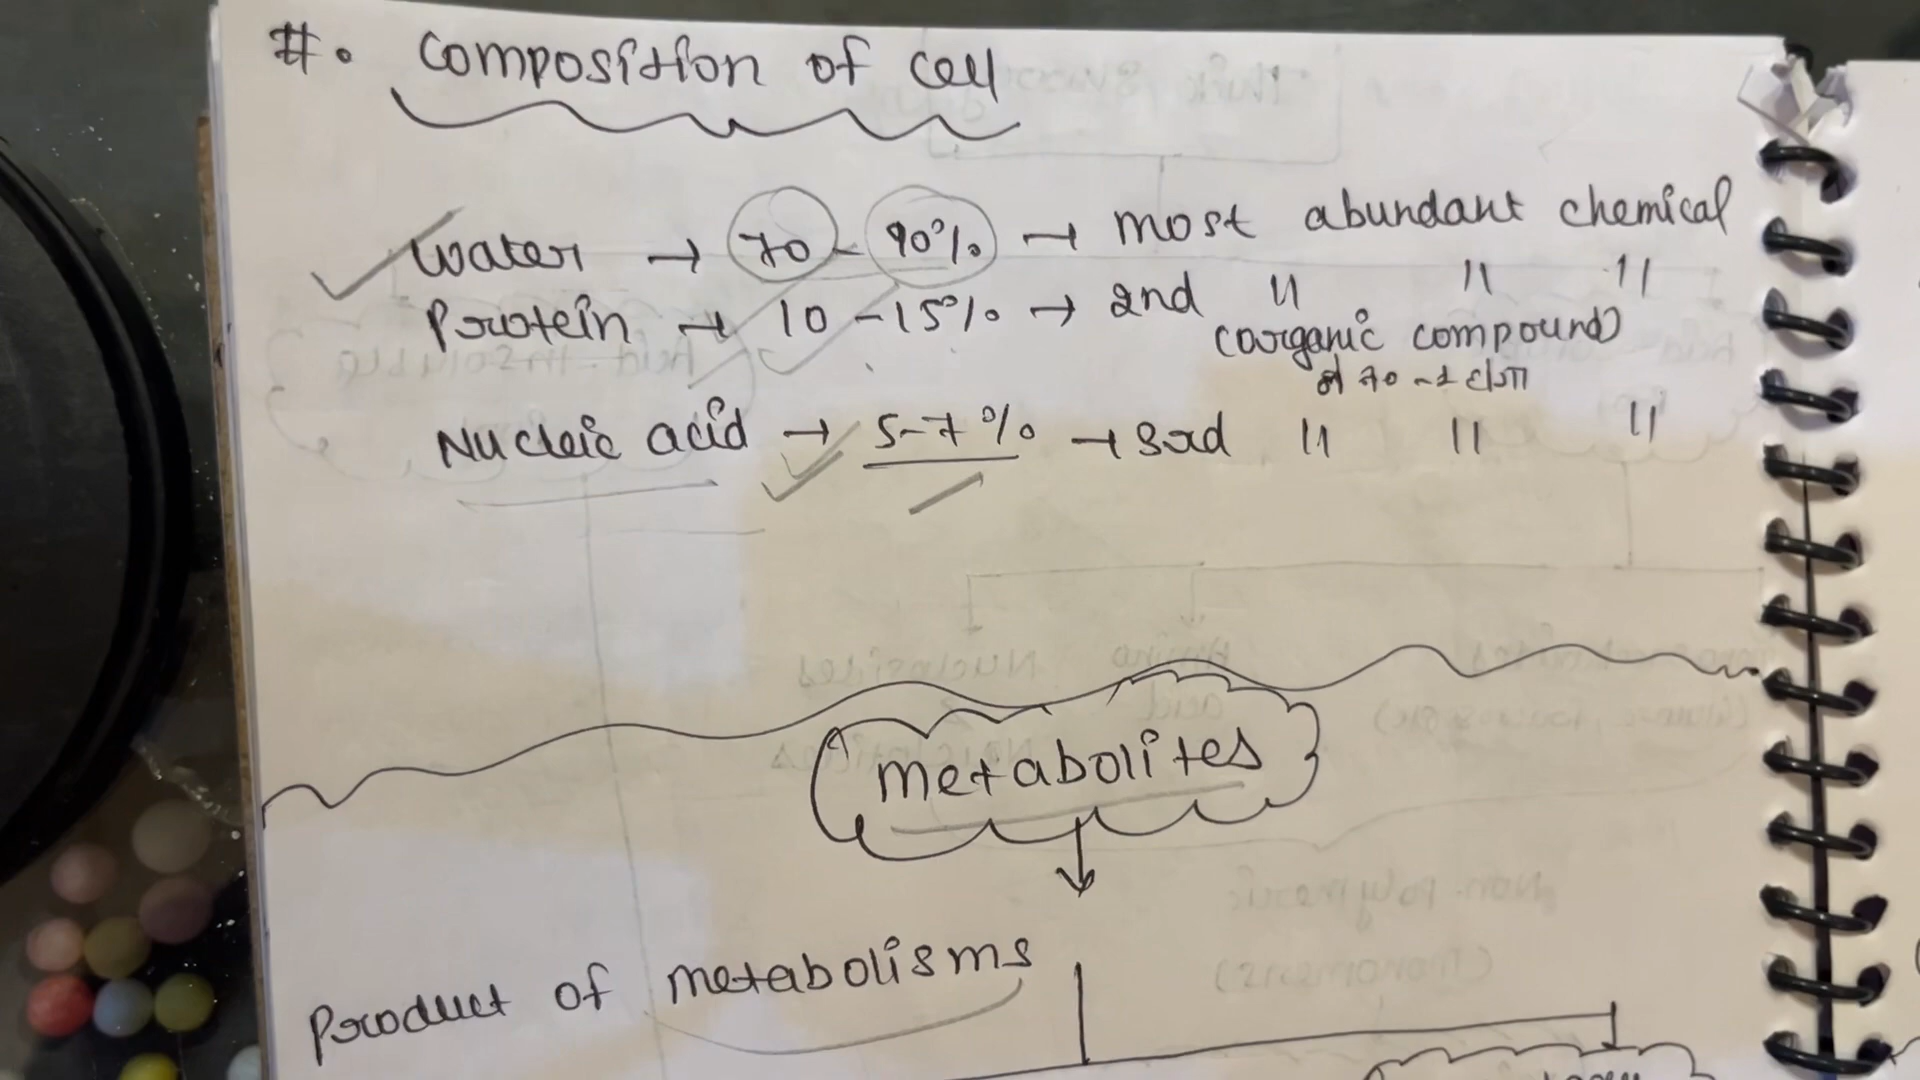 #. Composition of cell
Water → 70 - 90% → most abundant chemical
Protein → 10 - 15% → 2nd " " "
(organic compound)
Nucleic acid → 5-7% → 3rd " " "
metabolites
Product of metabolisms